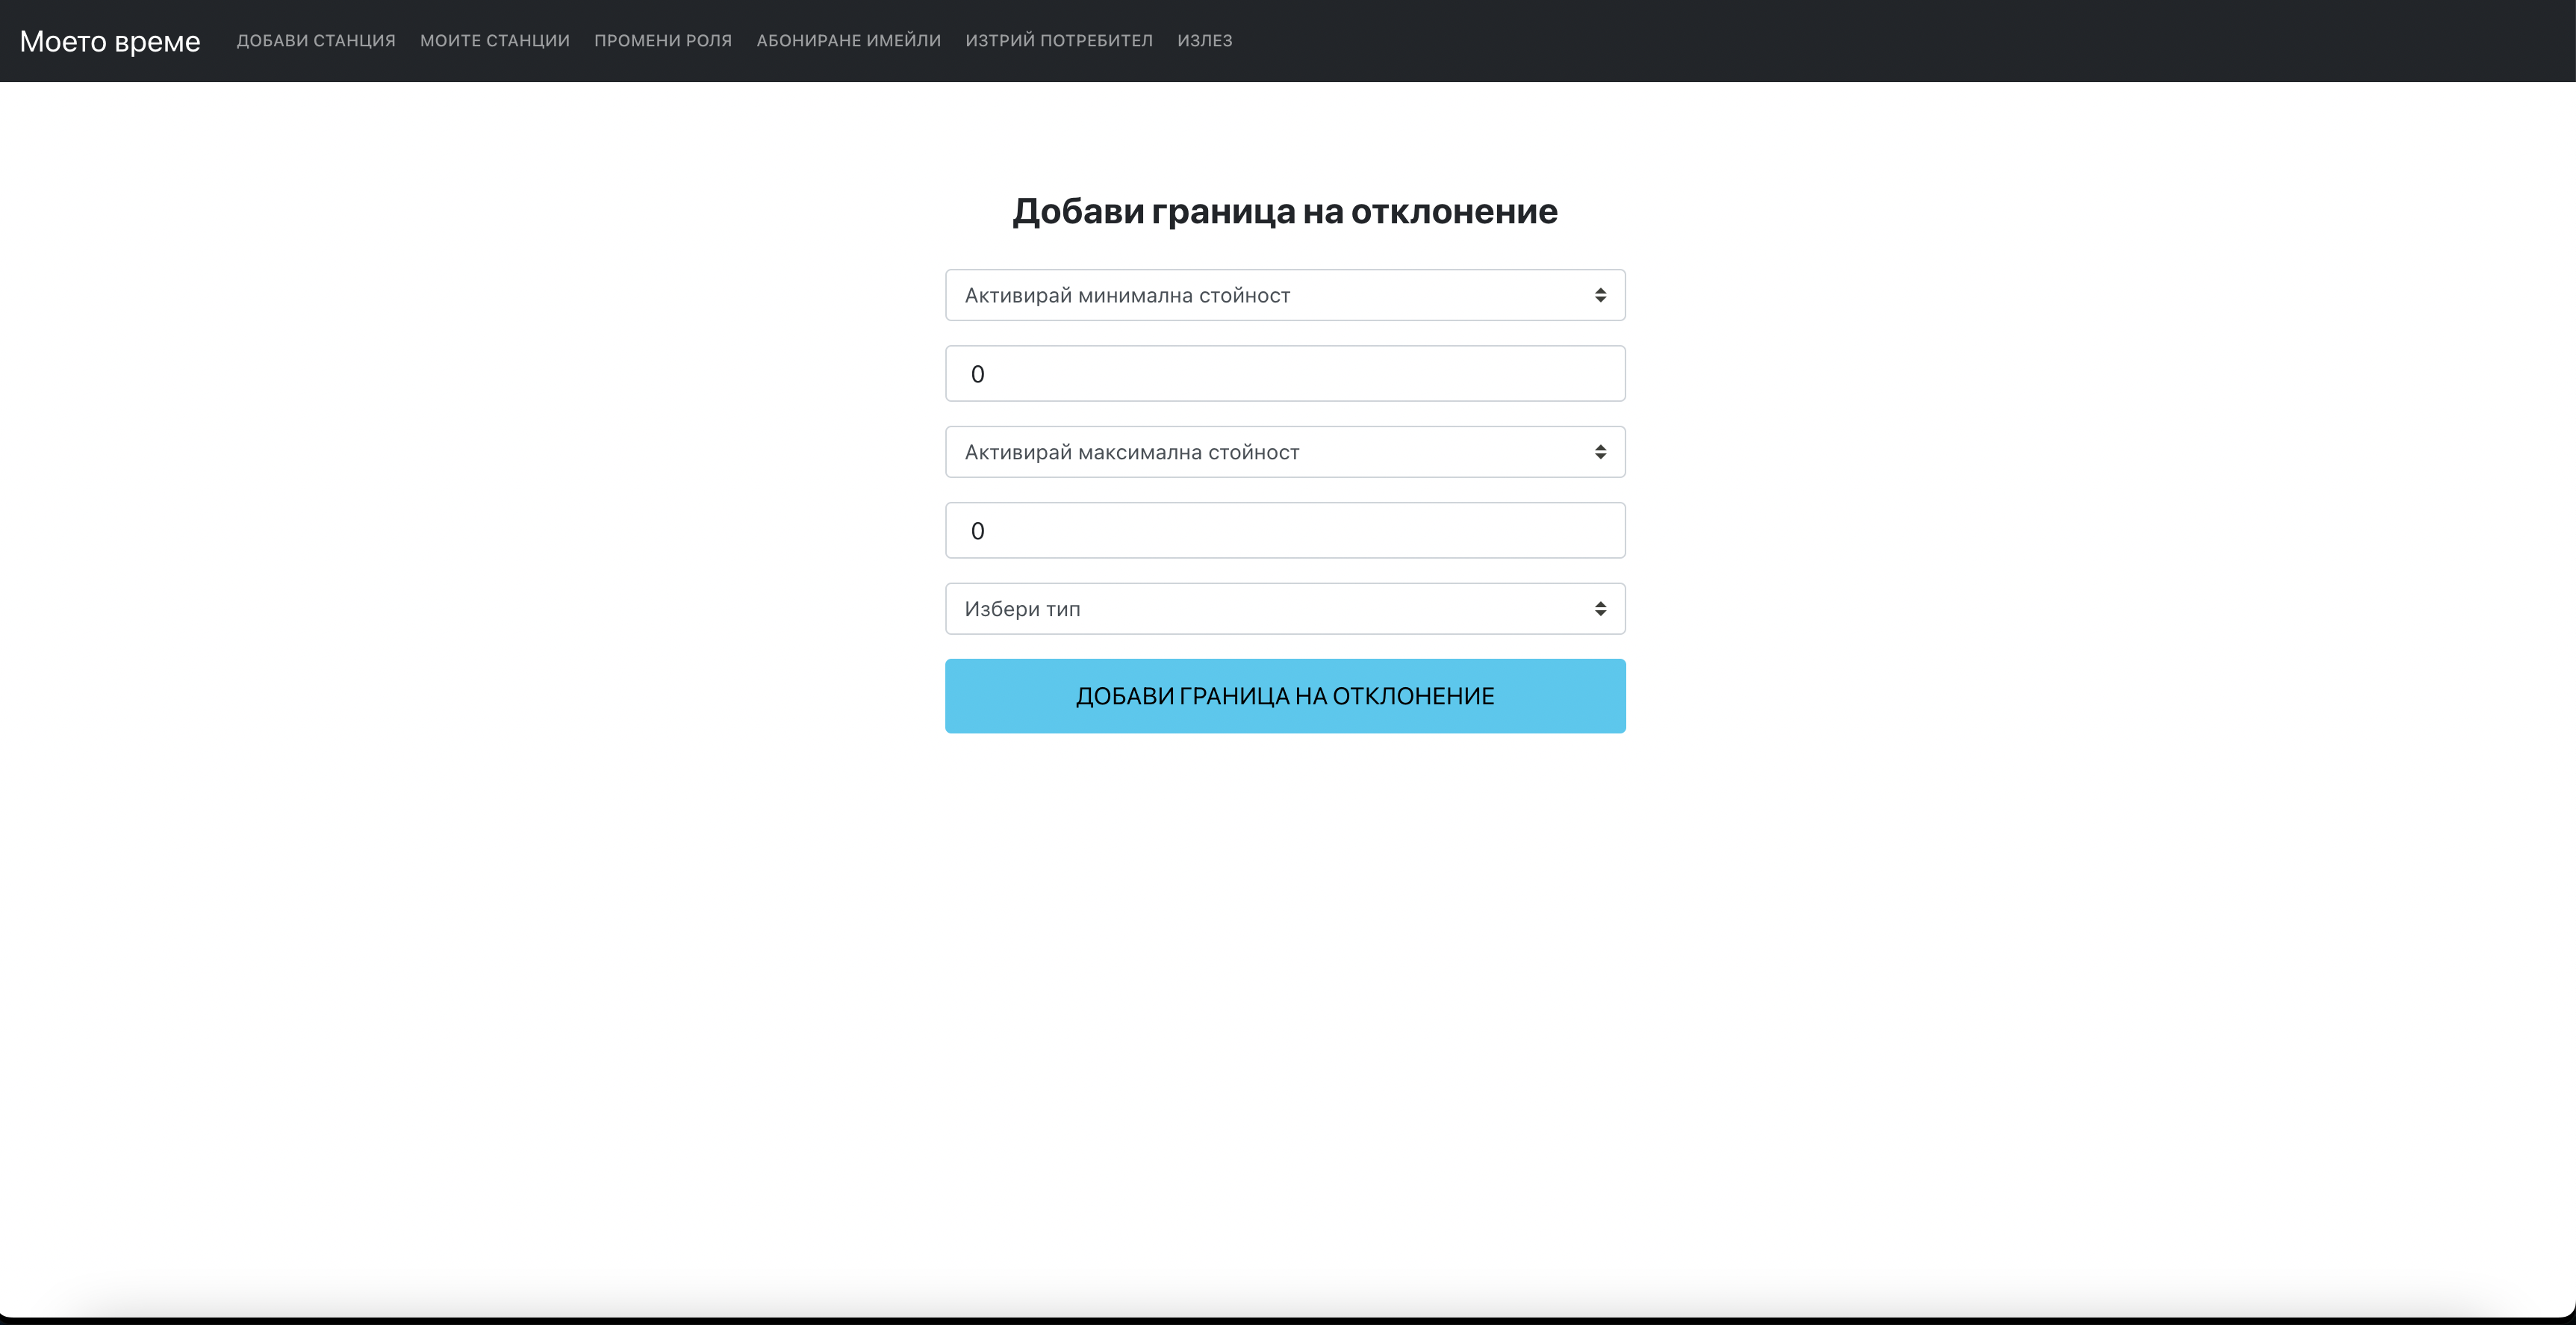 Моето време ДОБАВИ СТАНЦИЯ МОИТЕ СТАНЦИИ ПРОМЕНИ РОЛЯ АБОНИРАНЕ ИМЕЙЛИ ИЗТРИЙ ПОТРЕБИТЕЛ ИЗЛЕЗ
Добави граница на отклонение
Активирай минимална стойност
0
Активирай максимална стойност
0
Избери тип
ДОБАВИ ГРАНИЦА НА ОТКЛОНЕНИЕ